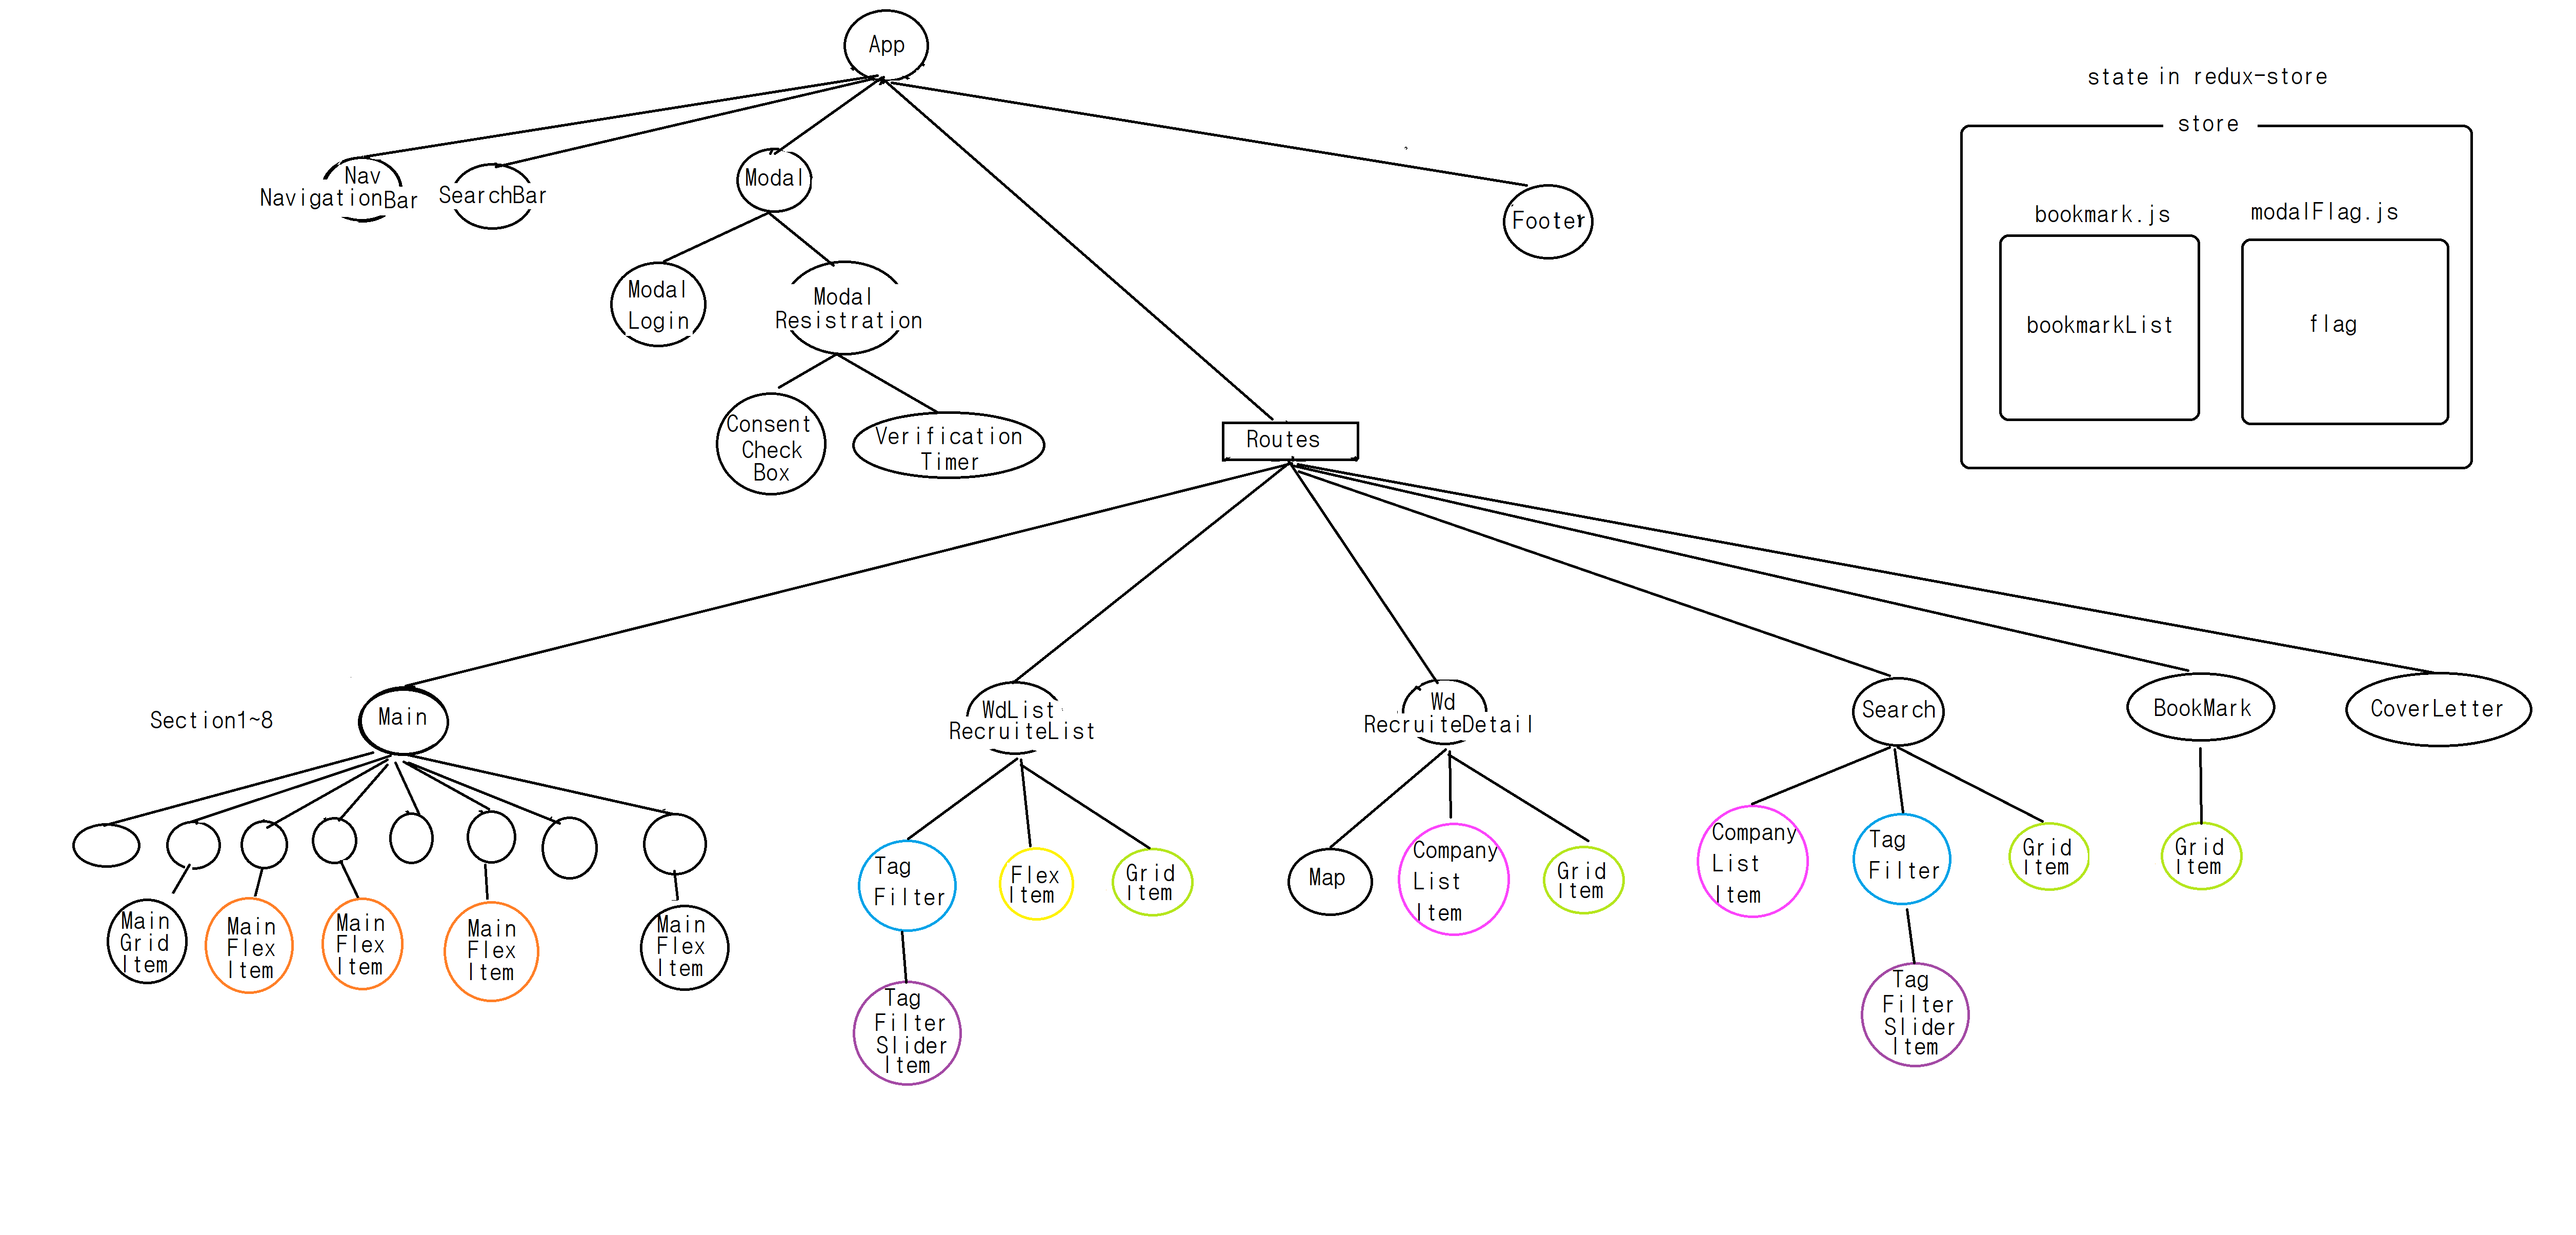 App
state in redux-store
store
Nav
NavigationBar
SearchBar
Modal
Footer
bookmark.js
modalFlag.js
bookmarkList
flag
Modal
Login
Modal
Resistration
Consent
Check
Box
Verification
Timer
Routes
Section1~8
Main
WdList
RecruiteList
Wd
RecruiteDetail
Search
BookMark
CoverLetter
Main
Grid
Item
Main
Flex
Item
Main
Flex
Item
Main
Flex
Item
Main
Flex
Item
Tag
Filter
Flex
Item
Grid
Item
Map
Company
List
Item
Grid
Item
Company
List
Item
Tag
Filter
Grid
Item
Grid
Item
Tag
Filter
Slider
Item
Tag
Filter
Slider
Item